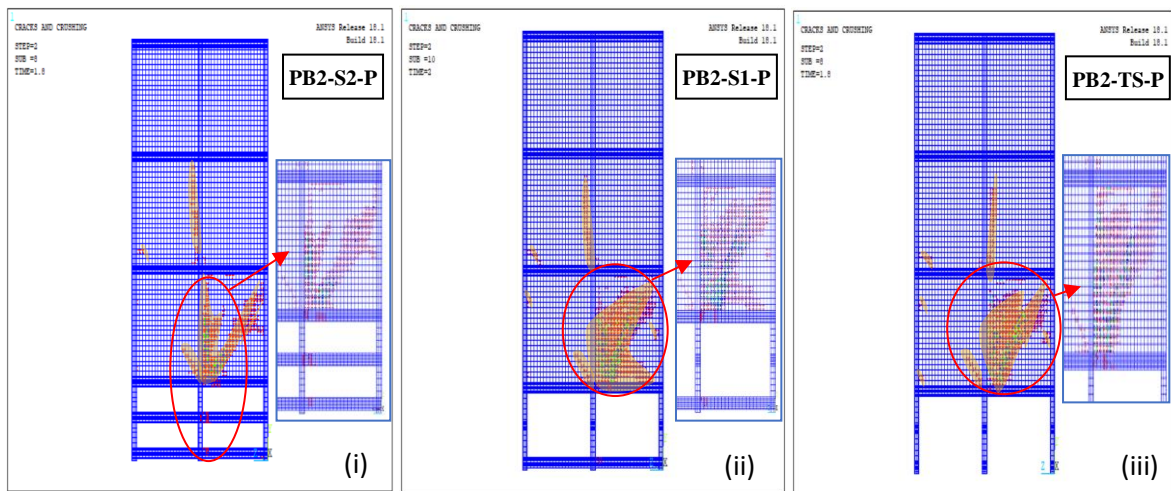 1
CRACKS AND CRUSHING
STEP=2
SUB =8
TIME=1.8
ANSYS Release 18.1
Build 18.1
PB2-S2-P
Z X
(i)
1
CRACKS AND CRUSHING
STEP=2
SUB =10
TIME=2
ANSYS Release 18.1
Build 18.1
PB2-S1-P
X
(ii)
1
CRACKS AND CRUSHING
STEP=2
SUB =8
TIME=1.8
ANSYS Release 18.1
Build 18.1
PB2-TS-P
Z X
(iii)